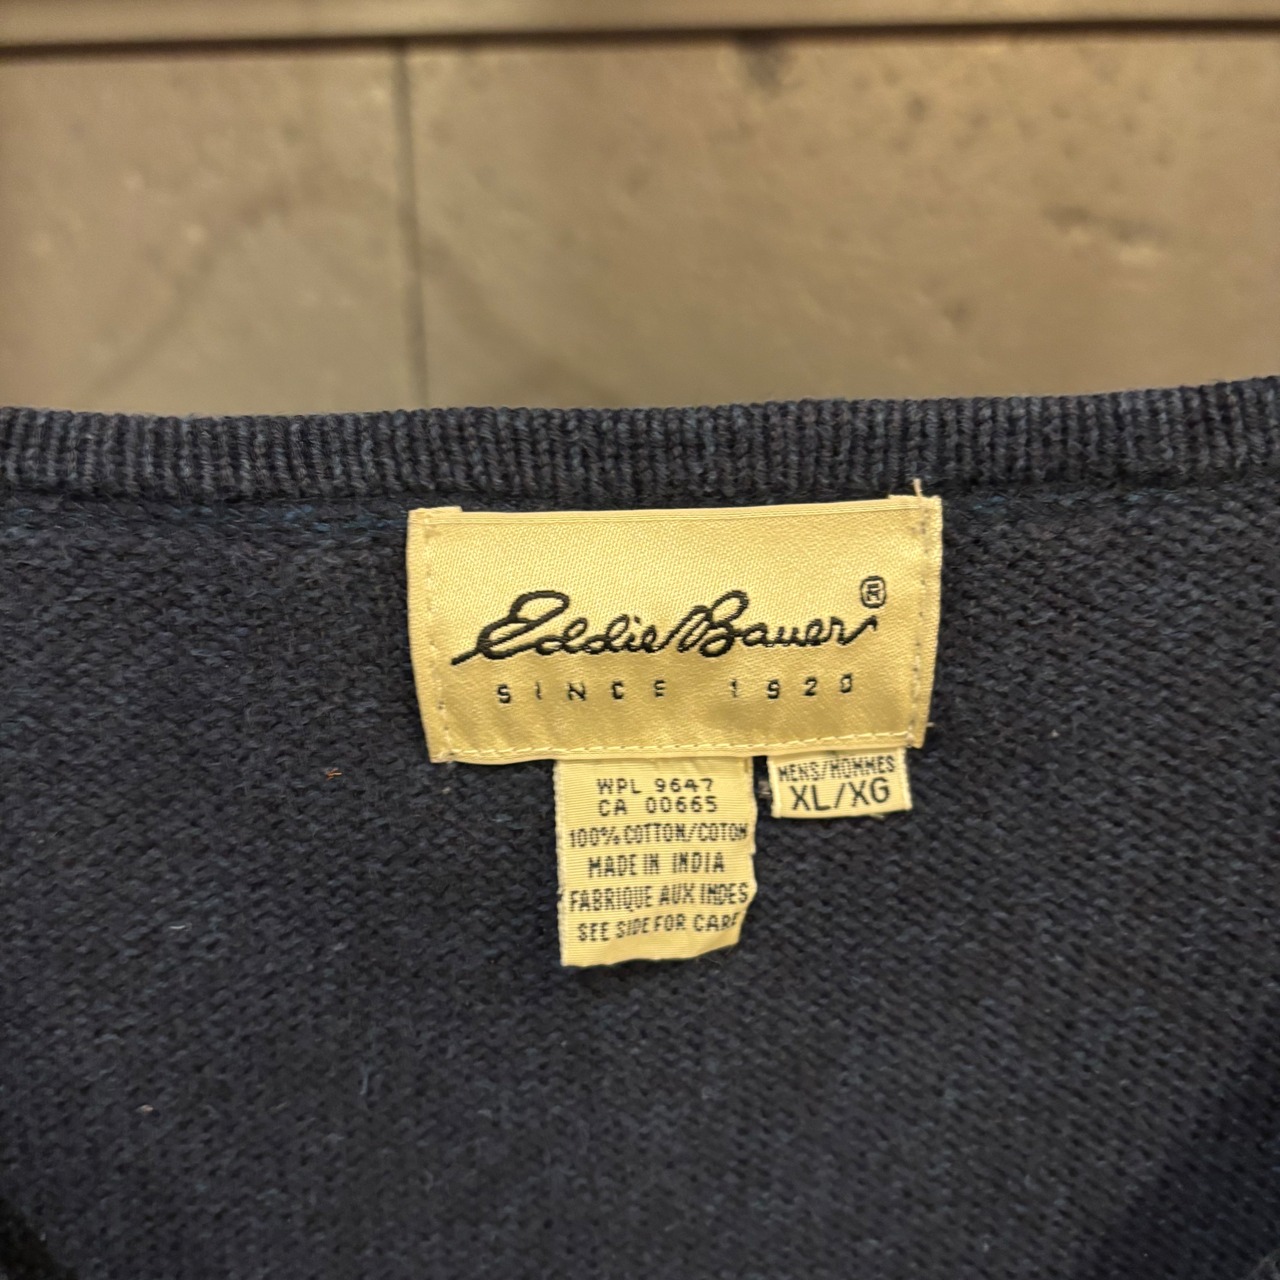 Eddie Bauer®
SINCE 1920
MENS/HOMMES
XL/XG
WPL 9647
CA 00665
100% COTTON/COTON
MADE IN INDIA
FABRIQUE AUX INDES
SEE SIDE FOR CARE